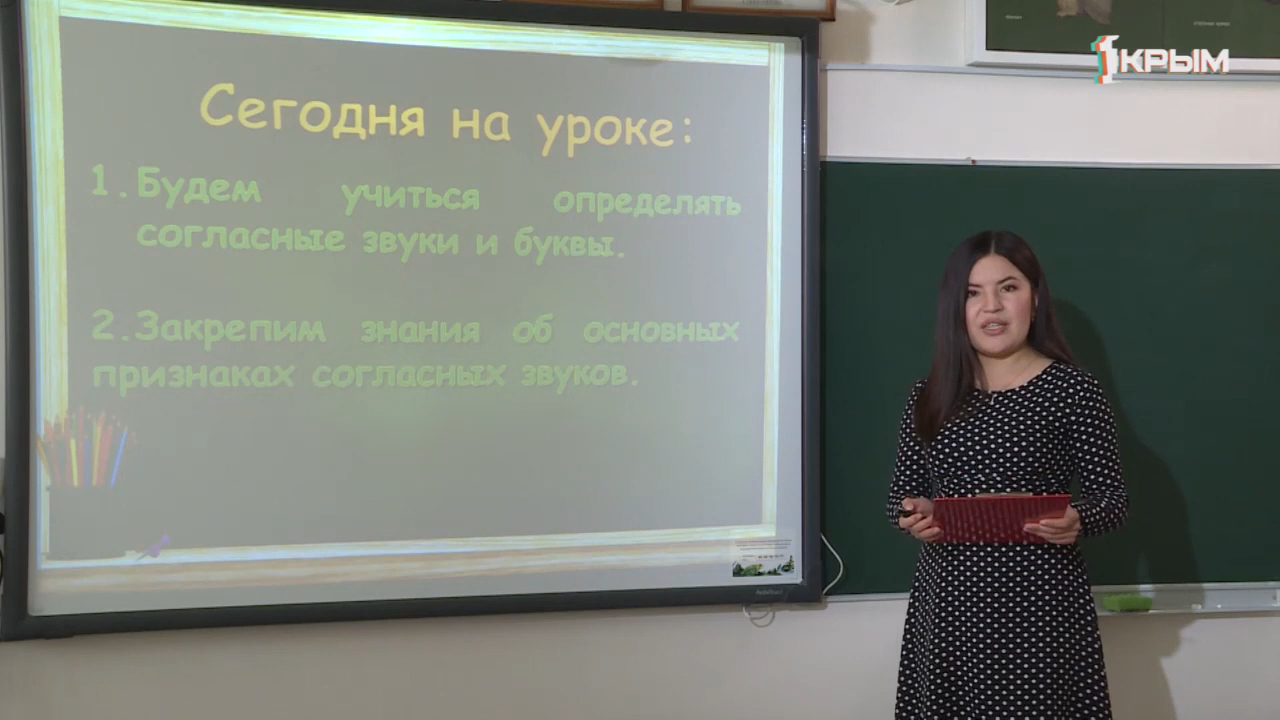 Сегодня на уроке:
1.Будем учиться определять
согласные звуки и буквы.
2.Закрепим знания об основных
признаках согласных звуков.
1КРЫМ